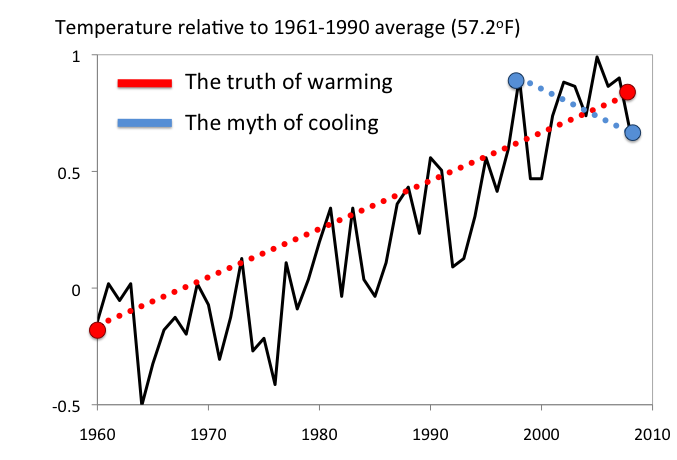 Temperature relative to 1961-1990 average (57.2ºF)
1
The truth of warming
The myth of cooling
0.5
0
-0.5
1960 1970 1980 1990 2000 2010